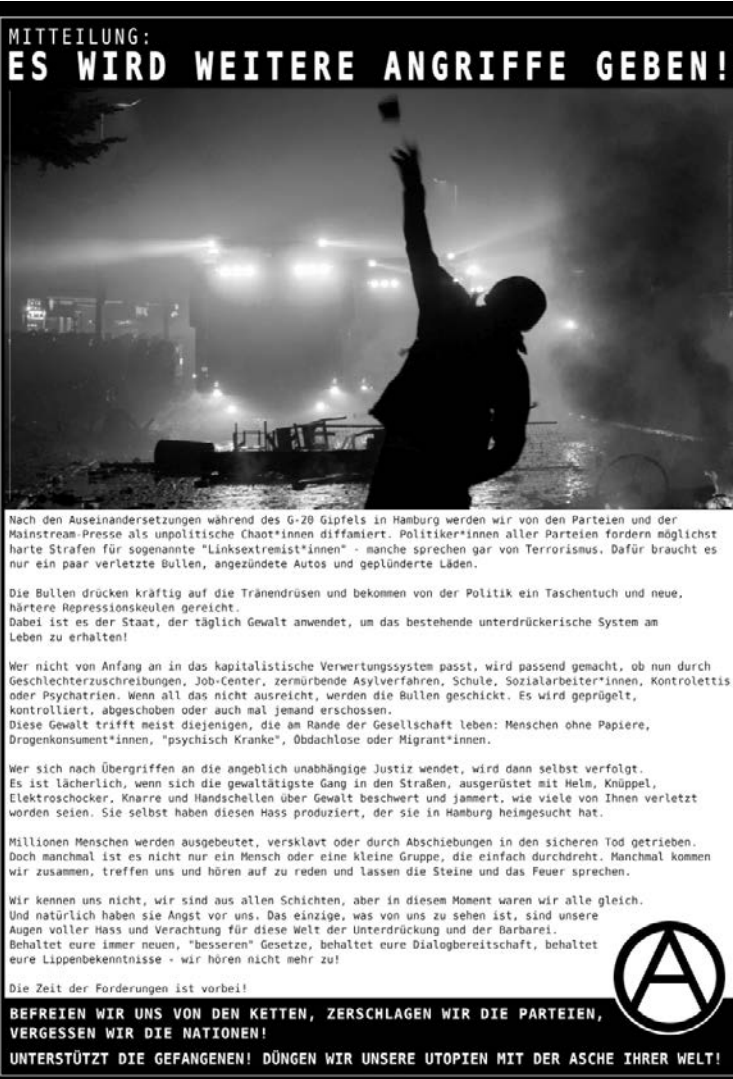 MITTEILUNG:
ES WIRD WEITERE ANGRIFFE GEBEN!
Nach den Auseinandersetzungen während des G-20 Gipfels in Hamburg werden wir von den Parteien und der
Mainstream-Presse als unpolitische Chaot*innen diffamiert. Politiker*innen aller Parteien fordern möglichst
harte Strafen für sogenannte "Linksextremist*innen" - manche sprechen gar von Terrorismus. Dafür braucht es
nur ein paar verletzte Bullen, angezündete Autos und geplünderte Läden.
Die Bullen drücken kräftig auf die Tränendrüsen und bekommen von der Politik ein Taschentuch und neue,
härtere Repressionskeulen gereicht.
Dabei ist es der Staat, der täglich Gewalt anwendet, um das bestehende unterdrückerische System am
Leben zu erhalten!
Wer nicht von Anfang an in das kapitalistische Verwertungssystem passt, wird passend gemacht, ob nun durch
Geschlechterzuschreibungen, Job-Center, zermürbende Asylverfahren, Schule, Sozialarbeiter*innen, Kontrolettis
oder Psychatrien. Wenn all das nicht ausreicht, werden die Bullen geschickt. Es wird geprügelt,
kontrolliert, abgeschoben oder auch mal jemand erschossen.
Diese Gewalt trifft meist diejenigen, die am Rande der Gesellschaft leben: Menschen ohne Papiere,
Drogenkonsument*innen, "psychisch Kranke", Obdachlose oder Migrant*innen.
Wer sich nach Übergriffen an die angeblich unabhängige Justiz wendet, wird dann selbst verfolgt.
Es ist lächerlich, wenn sich die gewaltätigste Gang in den Straßen, ausgerüstet mit Helm, Knüppel,
Elektroschocker, Knarre und Handschellen über Gewalt beschwert und jammert, wie viele von Ihnen verletzt
worden seien. Sie selbst haben diesen Hass produziert, der sie in Hamburg heimgesucht hat.
Millionen Menschen werden ausgebeutet, versklavt oder durch Abschiebungen in den sicheren Tod getrieben.
Doch manchmal ist es nicht nur ein Mensch oder eine kleine Gruppe, die einfach durchdreht. Manchmal kommen
wir zusammen, treffen uns und hören auf zu reden und lassen die Steine und das Feuer sprechen.
Wir kennen uns nicht, wir sind aus allen Schichten, aber in diesem Moment waren wir alle gleich.
Und natürlich haben sie Angst vor uns. Das einzige, was von uns zu sehen ist, sind unsere
Augen voller Hass und Verachtung für diese Welt der Unterdrückung und der Barbarei.
Behaltet eure immer neuen, "besseren" Gesetze, behaltet eure Dialogbereitschaft, behaltet
eure Lippenbekenntnisse - wir hören nicht mehr zu!
Die Zeit der Forderungen ist vorbei!
BEFREIEN WIR UNS VON DEN KETTEN, ZERSCHLAGEN WIR DIE PARTEIEN,
VERGESSEN WIR DIE NATIONEN!
UNTERSTÜTZT DIE GEFANGENEN! DÜNGEN WIR UNSERE UTOPIEN MIT DER ASCHE IHRER WELT!